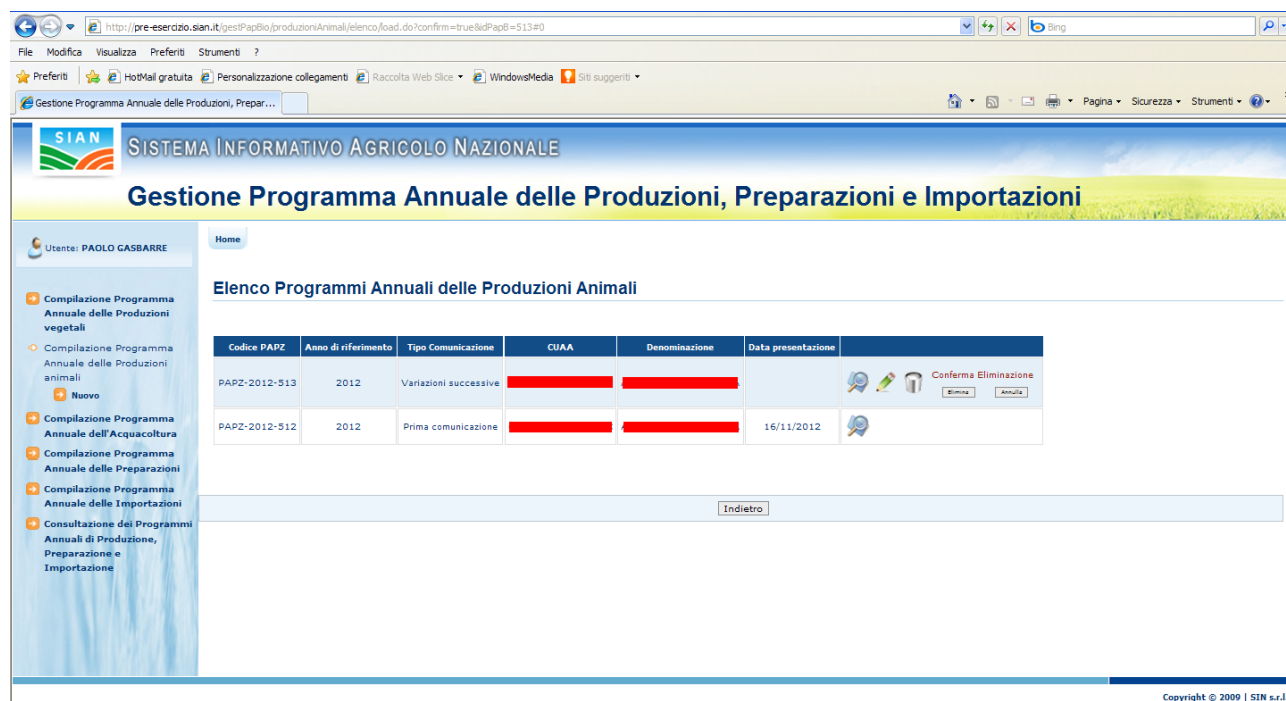 http://pre-esercizio.sian.it/gestPapBio/produzioniAnimali/elenco/load.do?confirm=true&idPapB=513#0
Bing
File Modifica Visualizza Preferiti Strumenti ?
Preferiti HotMail gratuita Personalizzazione collegamenti Raccolta Web Slice WindowsMedia Siti suggeriti
Gestione Programma Annuale delle Produzioni, Prepar...
Pagina Sicurezza Strumenti
SIAN
SISTEMA INFORMATIVO AGRICOLO NAZIONALE
Gestione Programma Annuale delle Produzioni, Preparazioni e Importazioni
Utente: PAOLO GASBARRE
Home
Compilazione Programma
Annuale delle Produzioni
vegetali
Compilazione Programma
Annuale delle Produzioni
animali
Nuovo
Compilazione Programma
Annuale dell'Acquacoltura
Compilazione Programma
Annuale delle Preparazioni
Compilazione Programma
Annuale delle Importazioni
Consultazione dei Programmi
Annuali di Produzione,
Preparazione e
Importazione
Elenco Programmi Annuali delle Produzioni Animali
Codice PAPZ Anno di riferimento Tipo Comunicazione CUAA Denominazione Data presentazione
PAPZ-2012-513 2012 Variazioni successive Conferma Eliminazione
Elimina Annulla
PAPZ-2012-512 2012 Prima comunicazione 16/11/2012
Indietro
Copyright © 2009 | SIN s.r.l